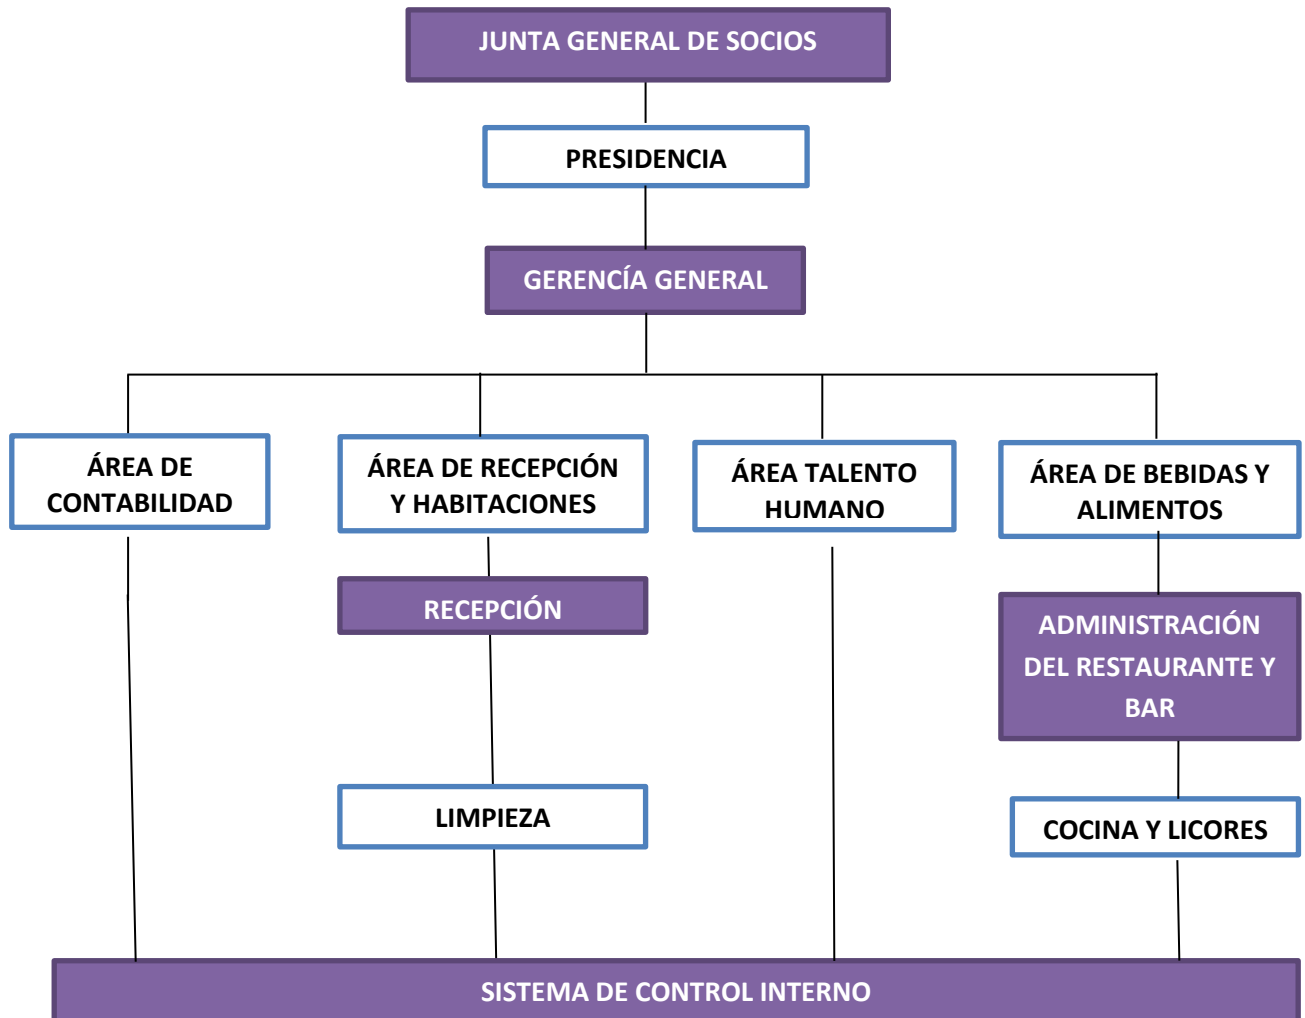 JUNTA GENERAL DE SOCIOS
PRESIDENCIA
GERENCÍA GENERAL
ÁREA DE
CONTABILIDAD
ÁREA DE RECEPCIÓN
Y HABITACIONES
ÁREA TALENTO
HUMANO
ÁREA DE BEBIDAS Y
ALIMENTOS
RECEPCIÓN
ADMINISTRACIÓN
DEL RESTAURANTE Y
BAR
LIMPIEZA
COCINA Y LICORES
SISTEMA DE CONTROL INTERNO